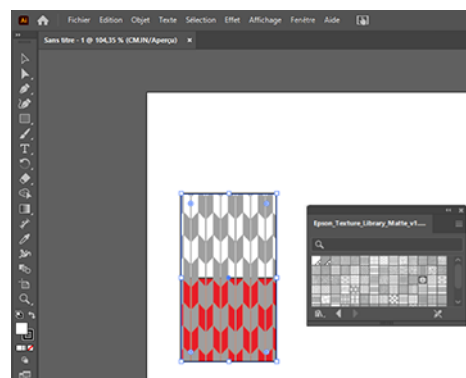 Ai Fichier Edition Objet Texte Sélection Effet Affichage Fenêtre Aide
Sans titre - 1 @ 104,35 % (CMJN/Aperçu) ×
Epson_Texture_Library_Matte_v1....